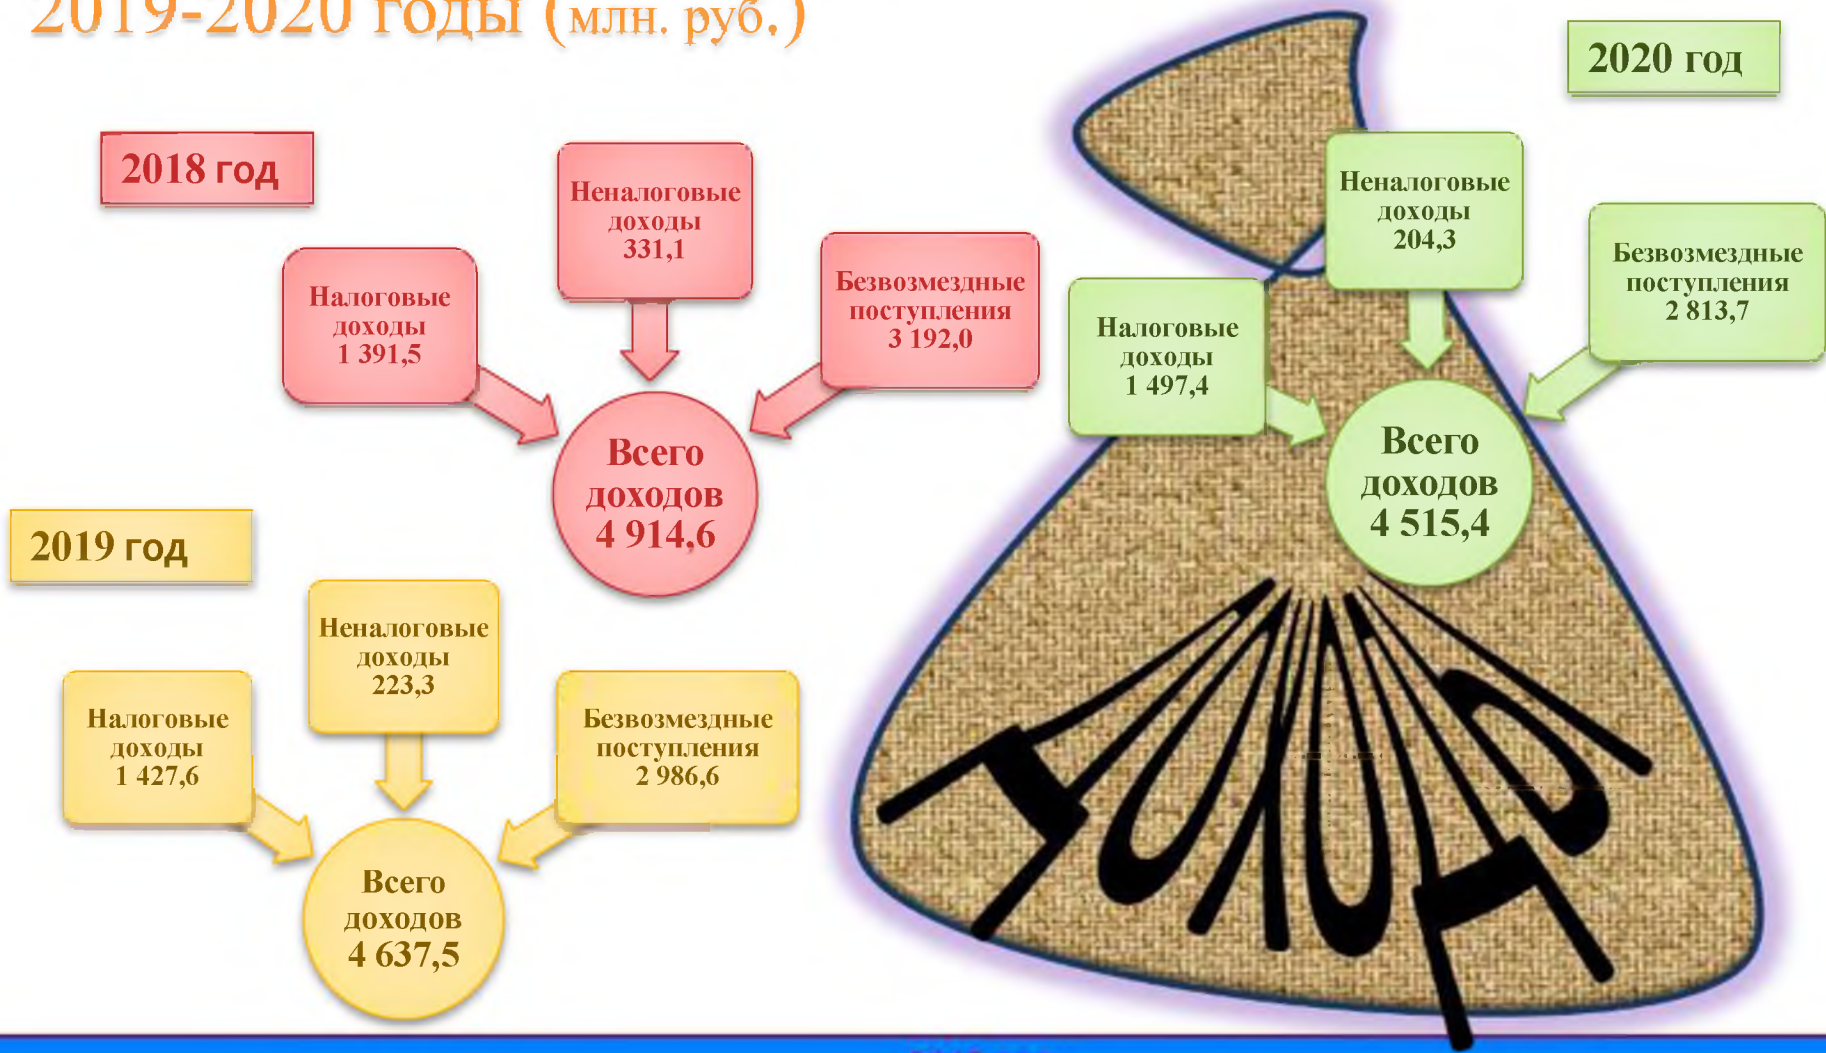 2019-2020 годы (млн. руб.)
2018 год
Налоговые
доходы
1 391,5
Неналоговые
доходы
331,1
Безвозмездные
поступления
3 192,0
Всего
доходов
4 914,6
2019 год
Налоговые
доходы
1 427,6
Неналоговые
доходы
223,3
Безвозмездные
поступления
2 986,6
Всего
доходов
4 637,5
2020 год
Налоговые
доходы
1 497,4
Неналоговые
доходы
204,3
Безвозмездные
поступления
2 813,7
Всего
доходов
4 515,4
ДОХОДЫ